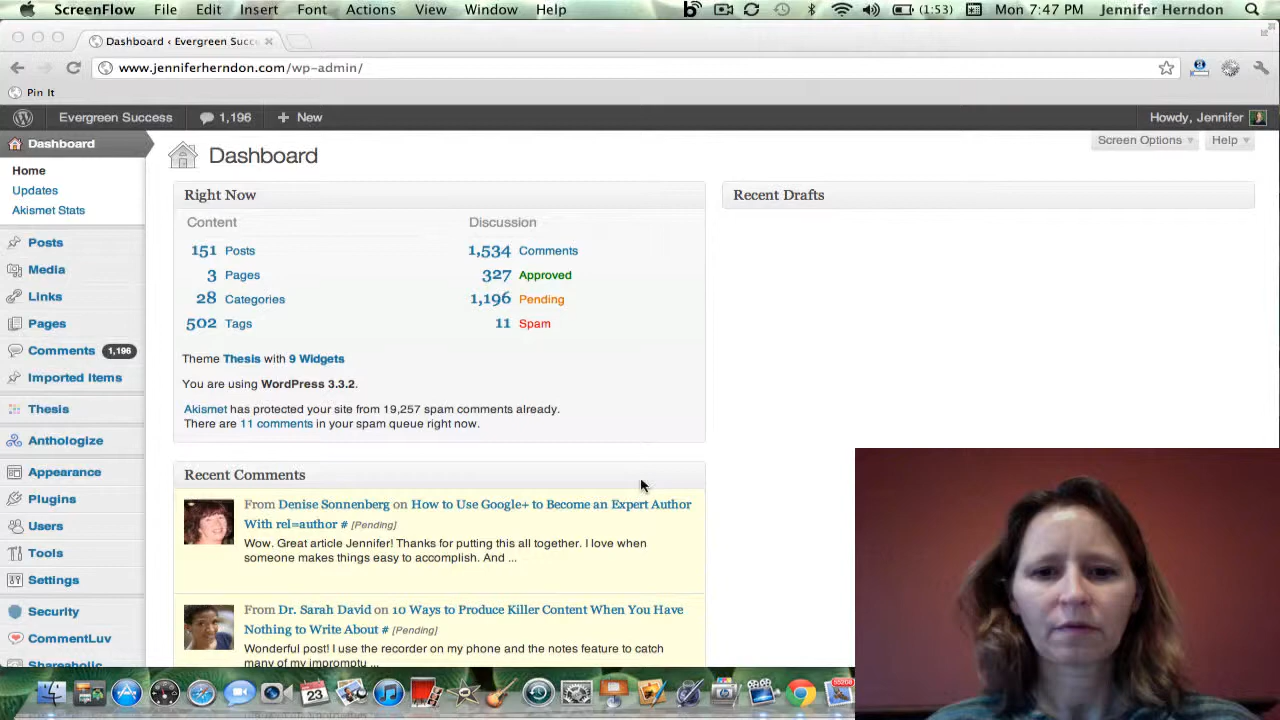 ScreenFlow File Edit Insert Font Actions View Window Help (1:53) Mon 7:47 PM Jennifer Herndon
Dashboard ‹ Evergreen Succ
www.jenniferherndon.com/wp-admin/
Pin It
Evergreen Success 1,196 New Howdy, Jennifer
Dashboard
Home
Updates
Akismet Stats
Posts
Media
Links
Pages
Comments 1,196
Imported Items
Thesis
Anthologize
Appearance
Plugins
Users
Tools
Settings
Security
CommentLuv
Shareaholic
Screen Options Help
Dashboard
Right Now
Content
151 Posts
3 Pages
28 Categories
502 Tags
Discussion
1,534 Comments
327 Approved
1,196 Pending
11 Spam
Theme Thesis with 9 Widgets
You are using WordPress 3.3.2.
Akismet has protected your site from 19,257 spam comments already.
There are 11 comments in your spam queue right now.
Recent Comments
From Denise Sonnenberg on How to Use Google+ to Become an Expert Author
With rel=author # [Pending]
Wow. Great article Jennifer! Thanks for putting this all together. I love when
someone makes things easy to accomplish. And ...
From Dr. Sarah David on 10 Ways to Produce Killer Content When You Have
Nothing to Write About # [Pending]
Wonderful post! I use the recorder on my phone and the notes feature to catch
many of my impromptu ...
Recent Drafts
23